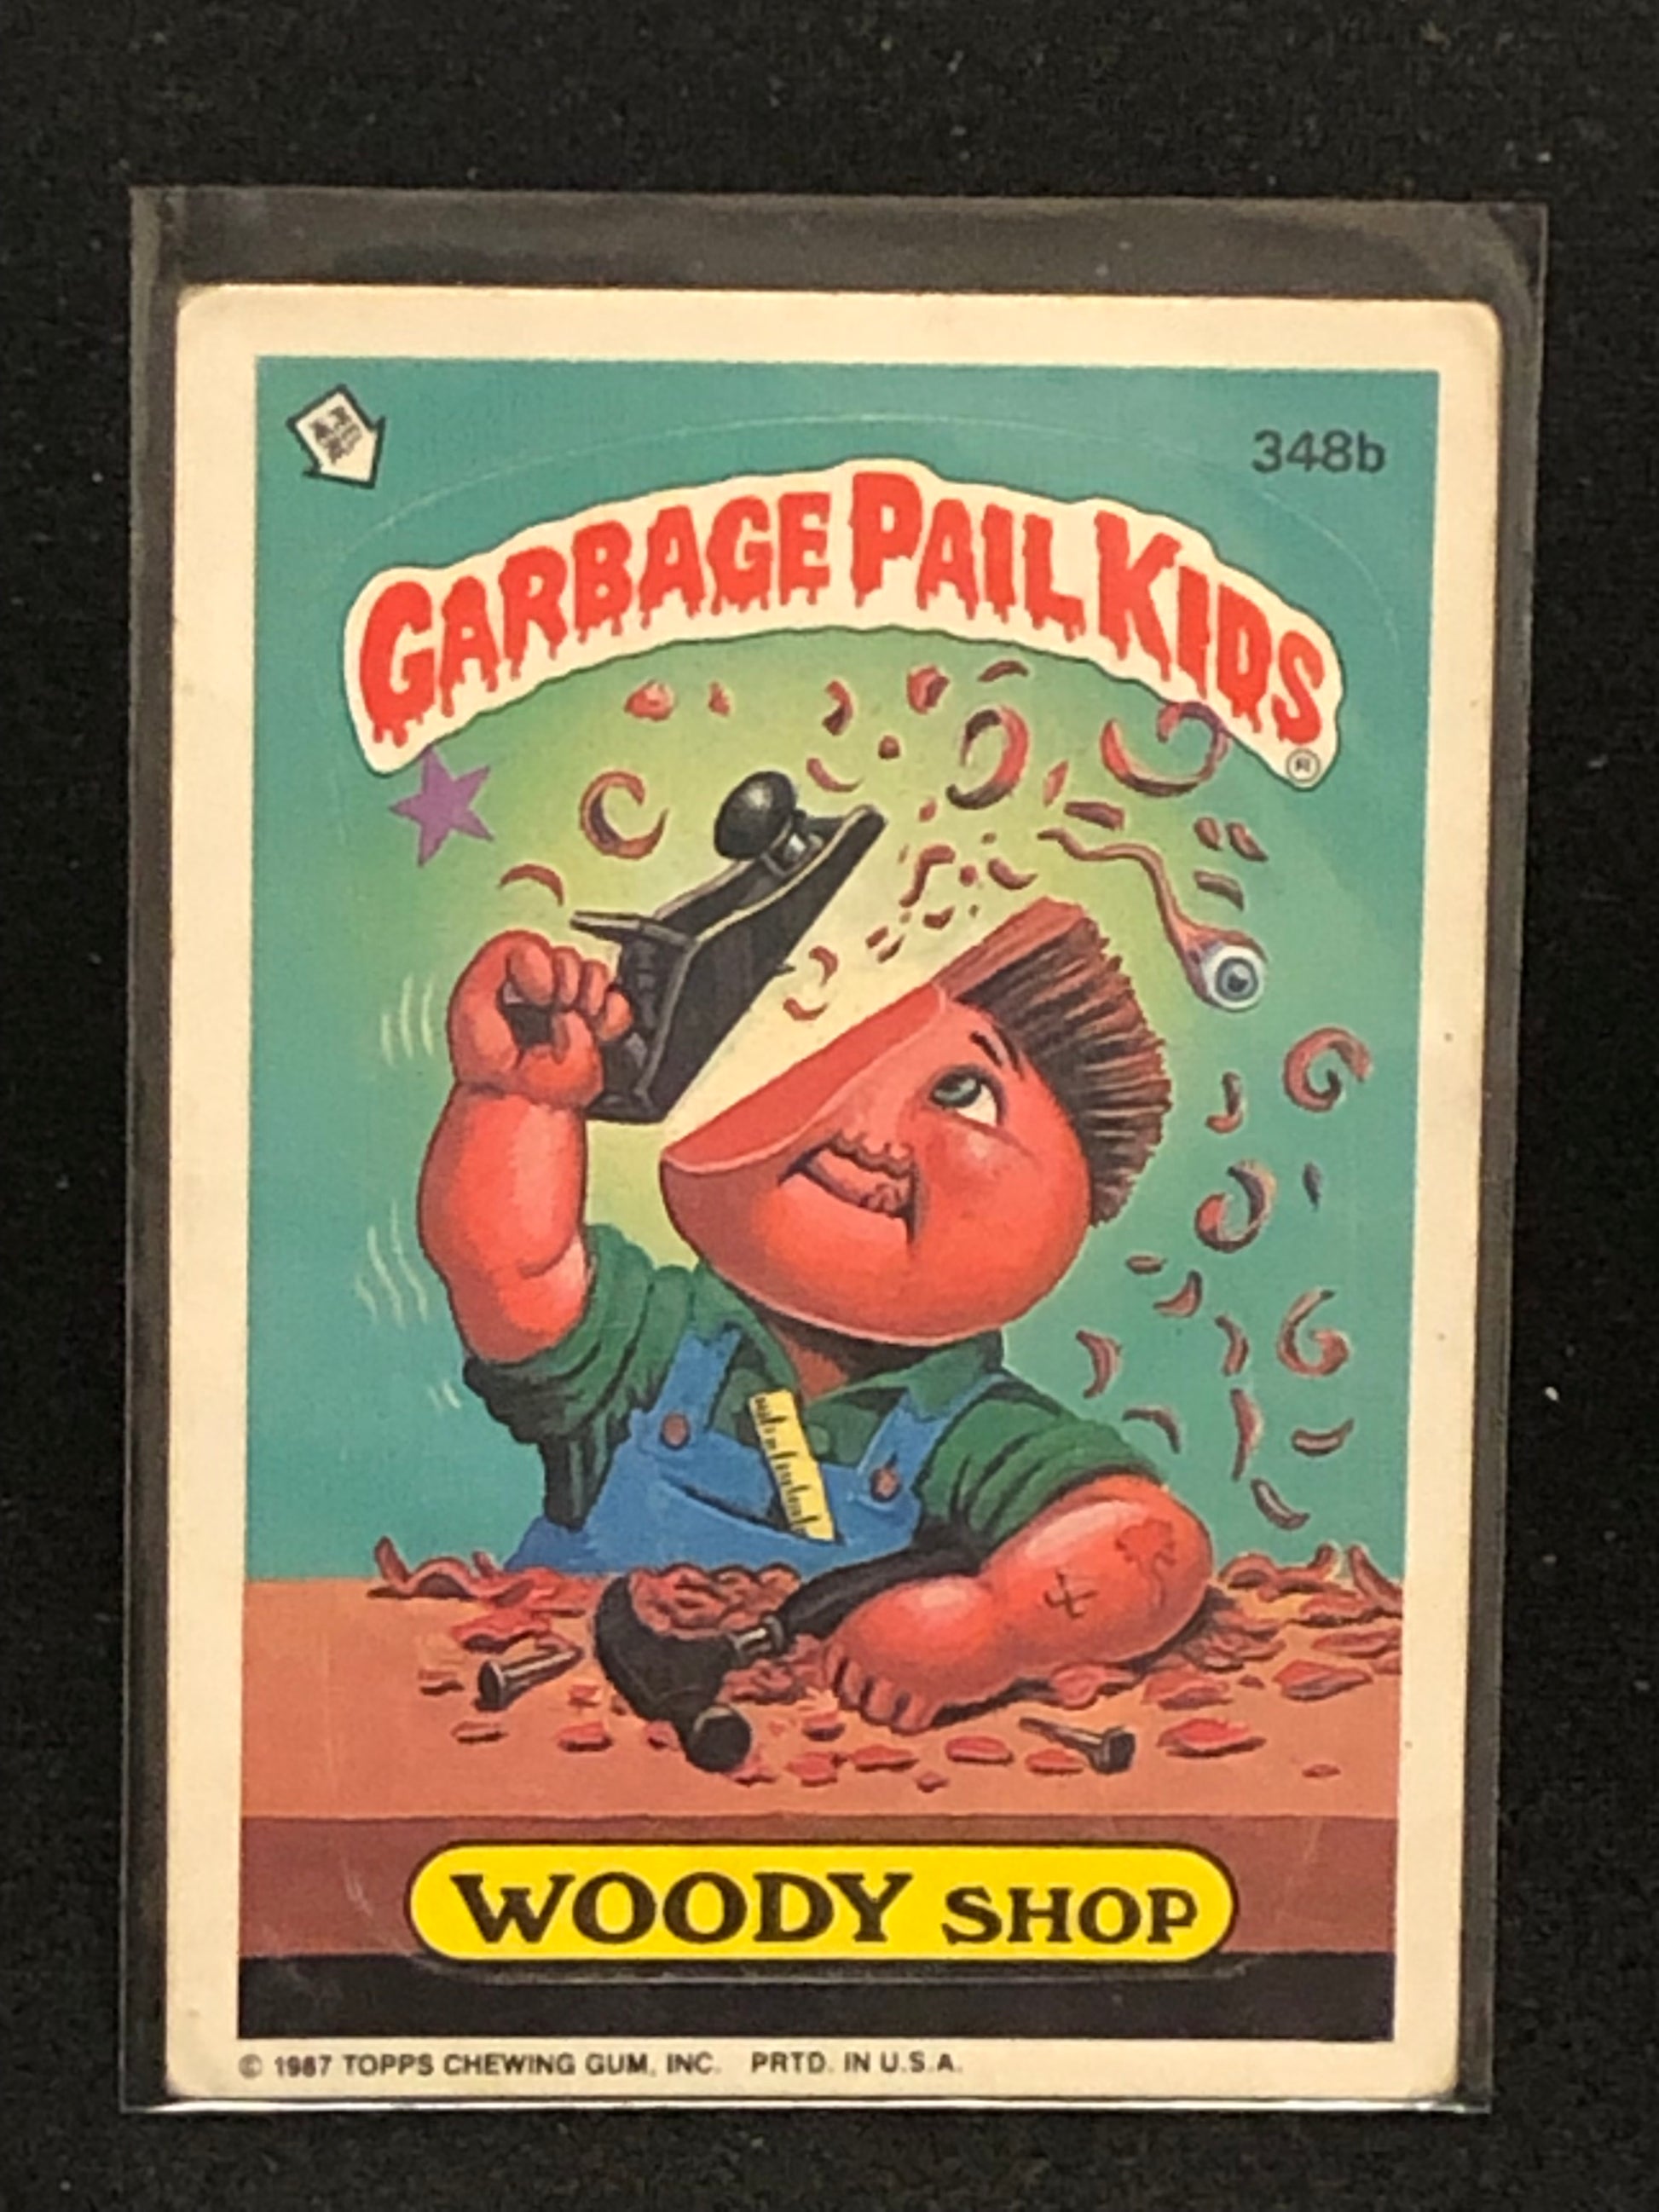 348b
GARBAGE PAIL KIDS
®
WOODY SHOP
© 1987 TOPPS CHEWING GUM, INC. PRTD. IN U.S.A.